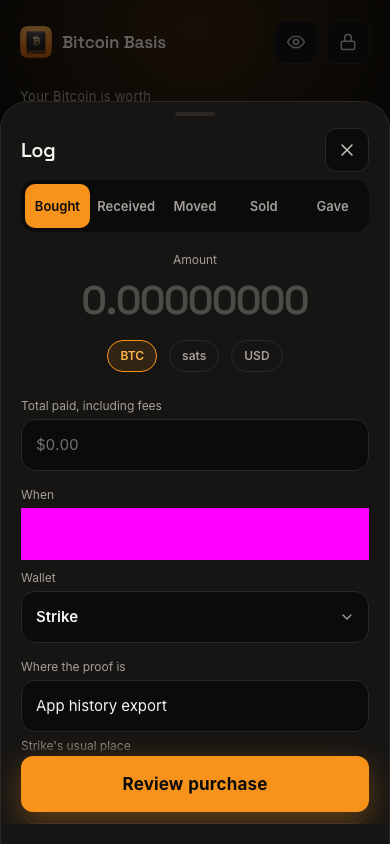 Bitcoin Basis
Your Bitcoin is worth
Log
Bought Received Moved Sold Gave
Amount
0.00000000
BTC sats USD
Total paid, including fees
$0.00
When
Wallet
Strike
Where the proof is
App history export
Strike's usual place
Review purchase